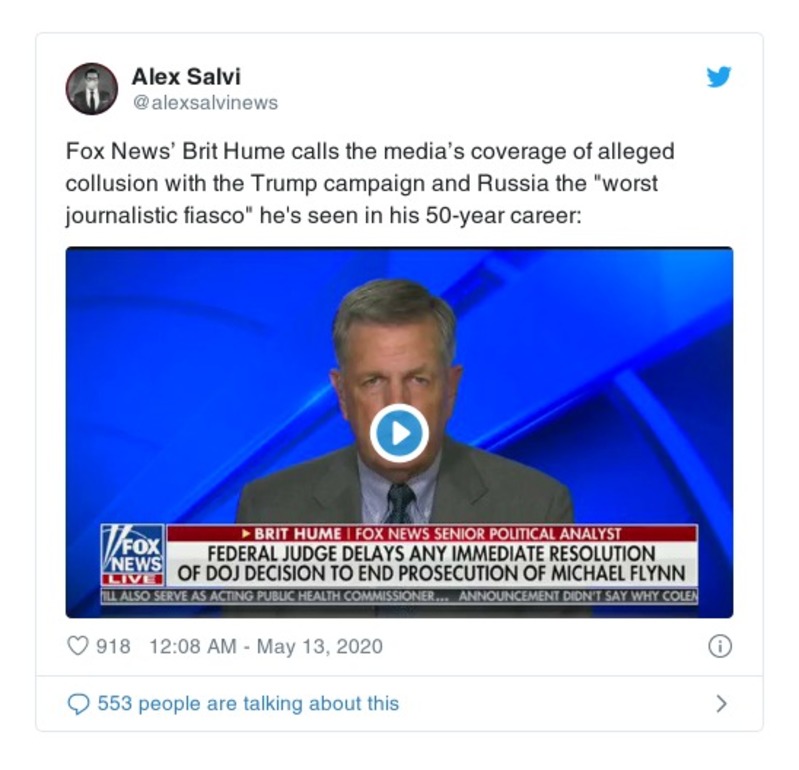 Alex Salvi
@alexsalvinews
Fox News’ Brit Hume calls the media’s coverage of alleged
collusion with the Trump campaign and Russia the "worst
journalistic fiasco" he's seen in his 50-year career:
BRIT HUME | FOX NEWS SENIOR POLITICAL ANALYST
FOX
NEWS
LIVE
FEDERAL JUDGE DELAYS ANY IMMEDIATE RESOLUTION
OF DOJ DECISION TO END PROSECUTION OF MICHAEL FLYNN
ILL ALSO SERVE AS ACTING PUBLIC HEALTH COMMISSIONER... ANNOUNCEMENT DIDN'T SAY WHY COLEM
918 12:08 AM - May 13, 2020
553 people are talking about this